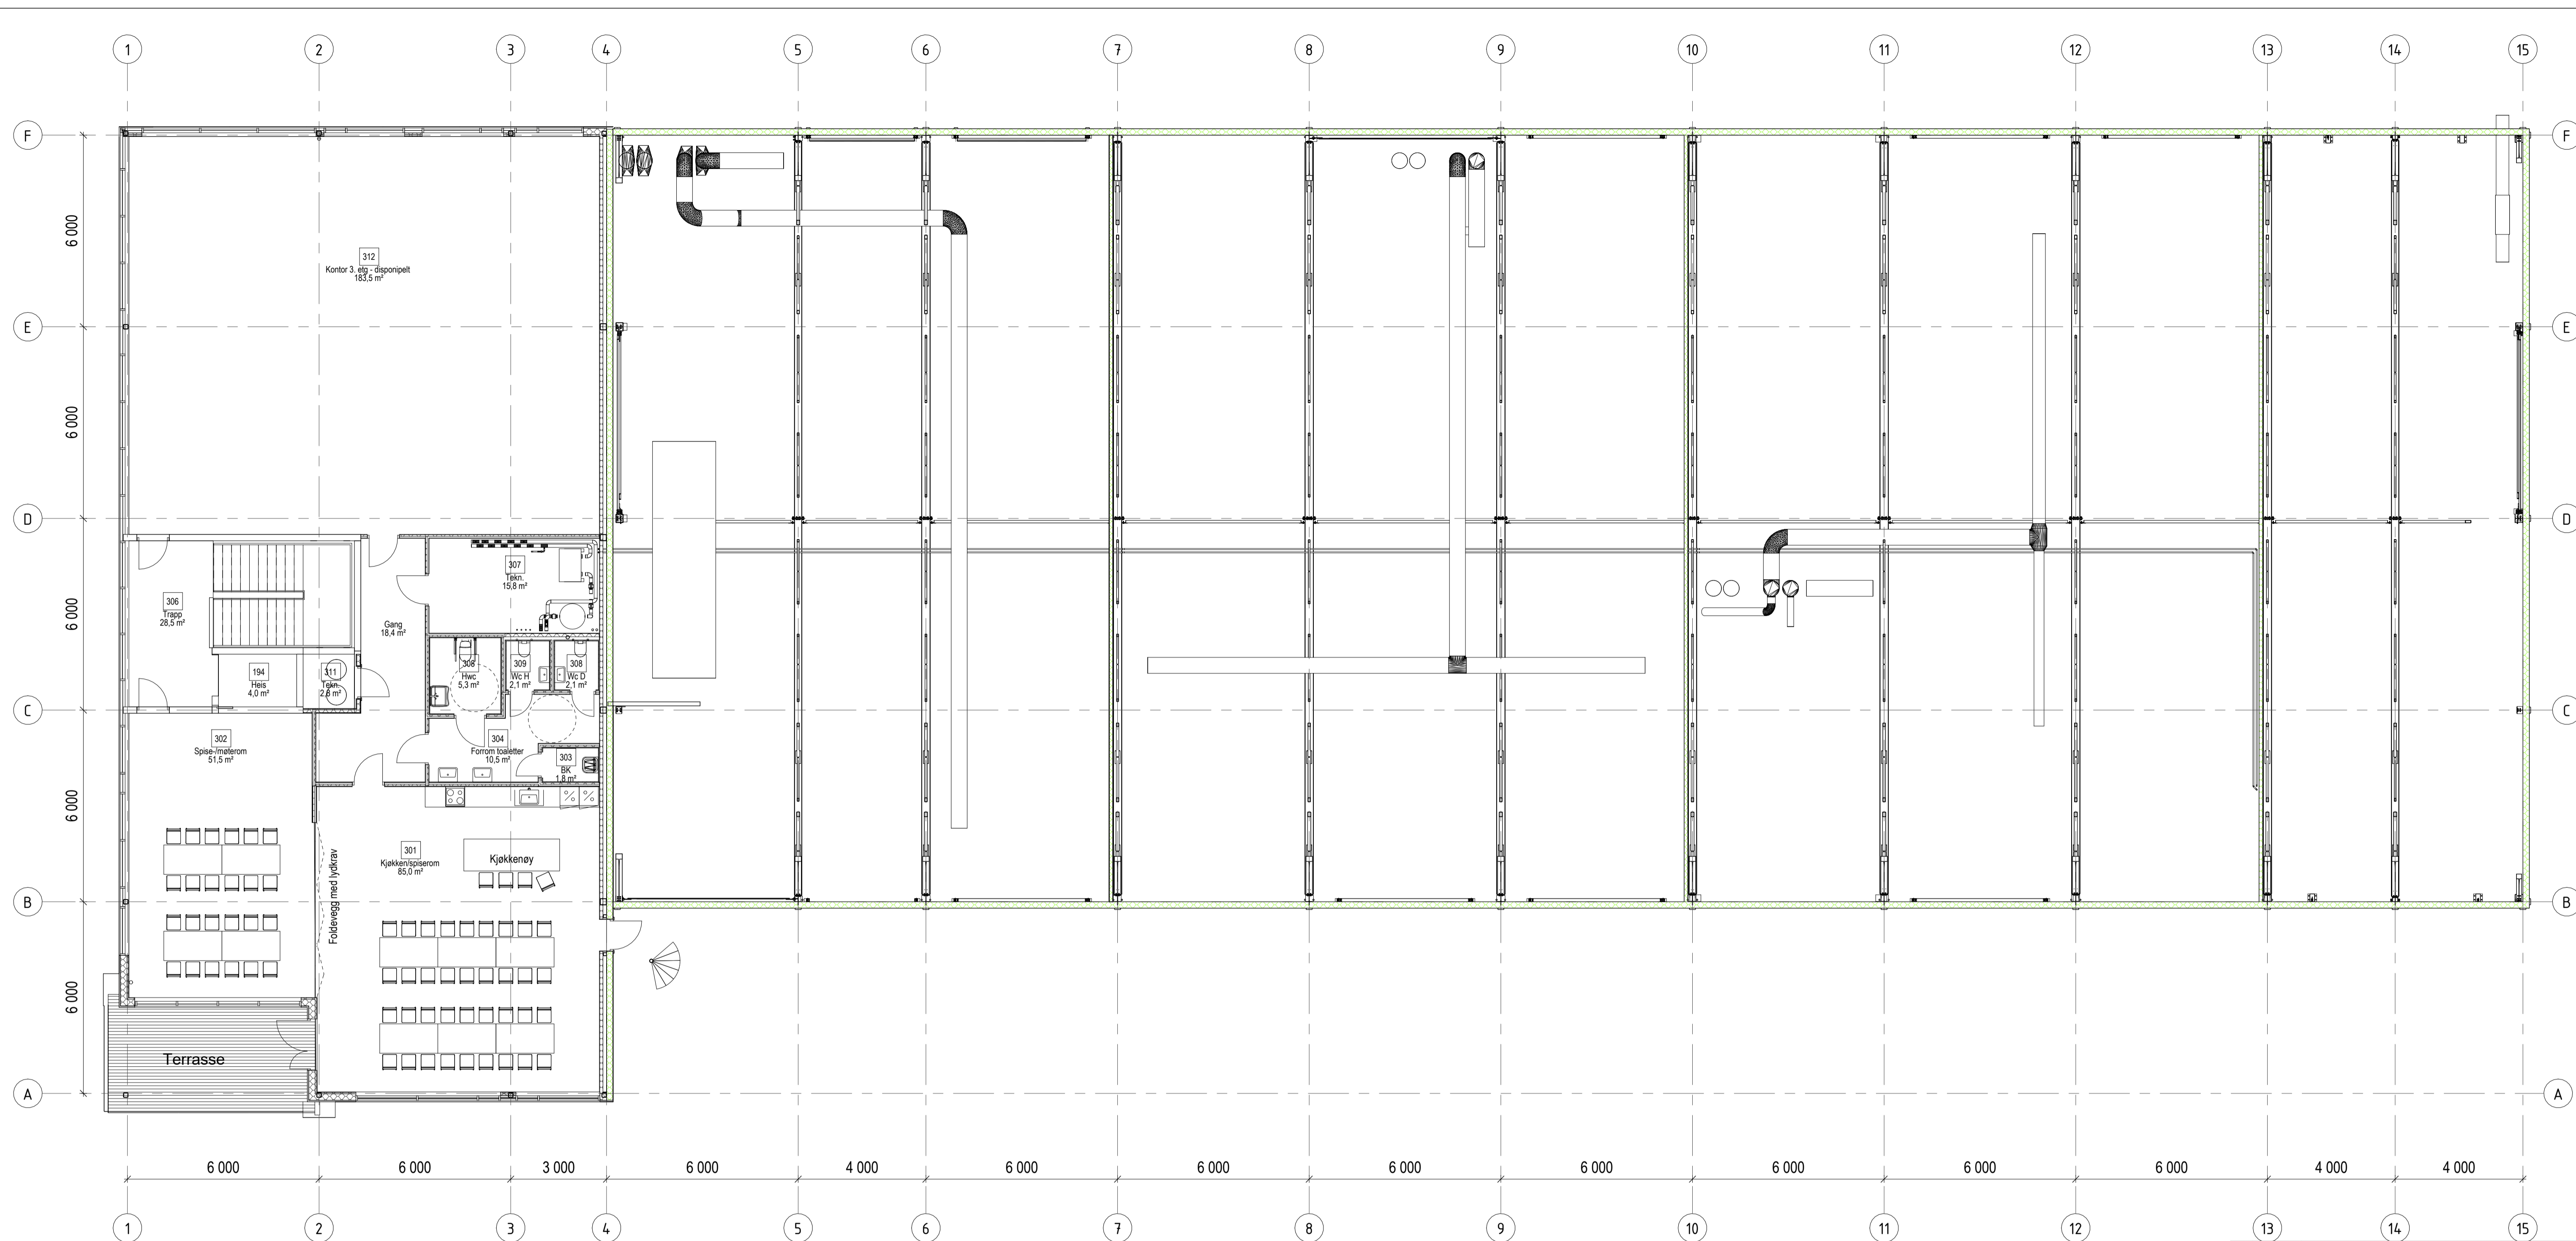 1 2 3 4 5 6 7 8 9 10 11 12 13 14 15
F F
6 000
312
Kontor 3. etg - disponipelt
183,5 m²
E E
6 000
D D
307
Tekn.
15,8 m²
306
Trapp
28,5 m²
6 000
Gang
18,4 m²
308
Hwc
5,3 m²
309
Wc H
2,1 m²
308
Wc D
2,1 m²
194
Heis
4,0 m²
311
Tekn.
2,8 m²
C C
302
Spise-/møterom
51,5 m²
304
Forrom toaletter
10,5 m²
303
BK
1,8 m²
6 000
301
Kjøkken/spiserom
85,0 m²
Kjøkkenøy
Foldevegg med lydkrav
B B
6 000
Terrasse
A A
6 000 6 000 3 000 6 000 4 000 6 000 6 000 6 000 6 000 6 000 6 000 6 000 4 000 4 000
1 2 3 4 5 6 7 8 9 10 11 12 13 14 15